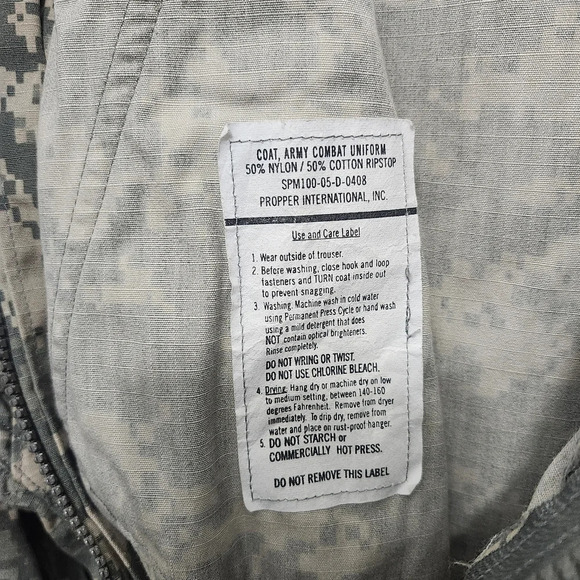 COAT, ARMY COMBAT UNIFORM
50% NYLON / 50% COTTON RIPSTOP
SPM100-05-D-0408
PROPPER INTERNATIONAL, INC.
Use and Care Label
1. Wear outside of trouser.
2. Before washing, close hook and loop
fasteners and TURN coat inside out
to prevent snagging.
3. Washing: Machine wash in cold water
using Permanent Press Cycle or hand wash
using a mild detergent that does
NOT contain optical brighteners.
Rinse completely.
DO NOT WRING OR TWIST.
DO NOT USE CHLORINE BLEACH.
4. Drying: Hang dry or machine dry on low
to medium setting, between 140-160
degrees Fahrenheit. Remove from dryer
immediately. To drip dry, remove from
water and place on rust-proof hanger.
5. DO NOT STARCH or
COMMERCIALLY HOT PRESS.
DO NOT REMOVE THIS LABEL